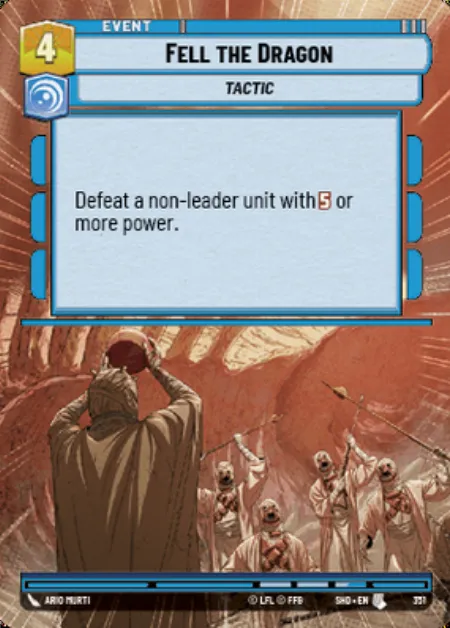 EVENT
4
FELL THE DRAGON
TACTIC
Defeat a non-leader unit with 5 or
more power.
ARIO MURTI
© LFL © FFG
SHD • EN
351